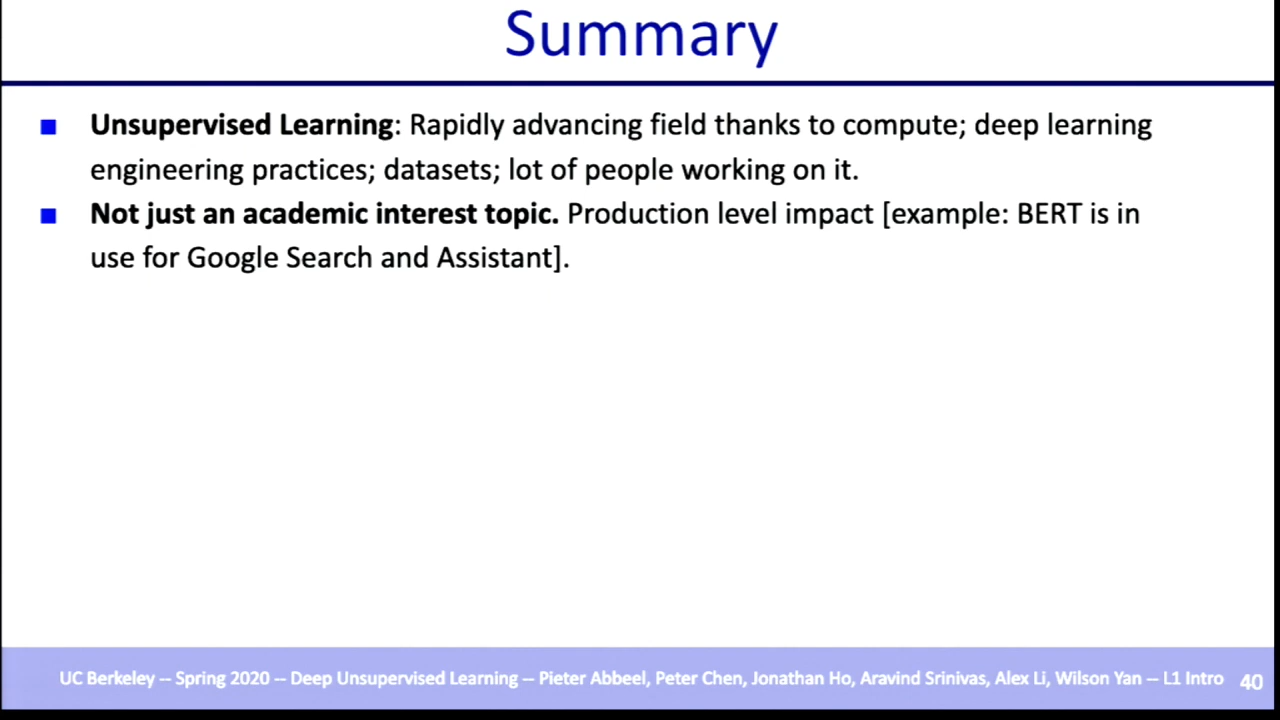 Summary
Unsupervised Learning: Rapidly advancing field thanks to compute; deep learning
engineering practices; datasets; lot of people working on it.
Not just an academic interest topic. Production level impact [example: BERT is in
use for Google Search and Assistant].
UC Berkeley -- Spring 2020 -- Deep Unsupervised Learning -- Pieter Abbeel, Peter Chen, Jonathan Ho, Aravind Srinivas, Alex Li, Wilson Yan -- L1 Intro 40